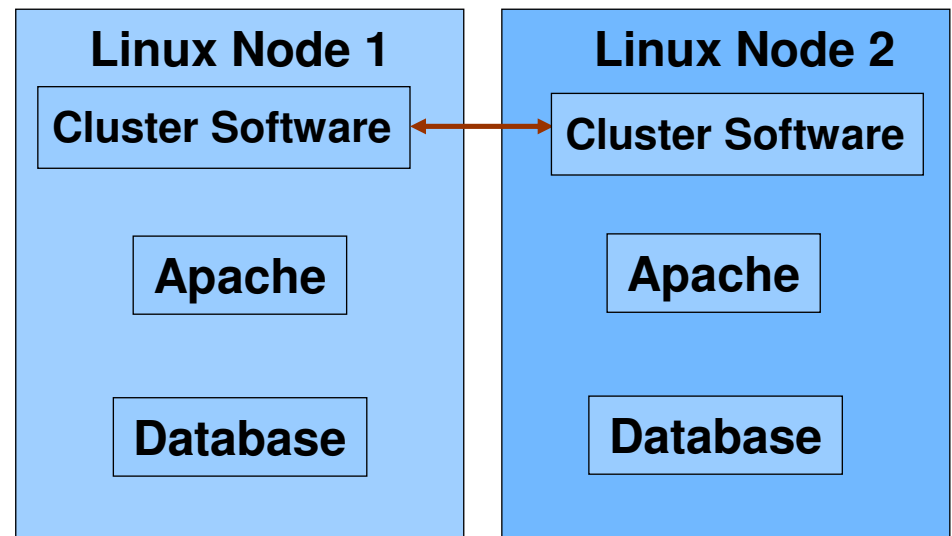 Linux Node 1
Cluster Software
Apache
Database
Linux Node 2
Cluster Software
Apache
Database